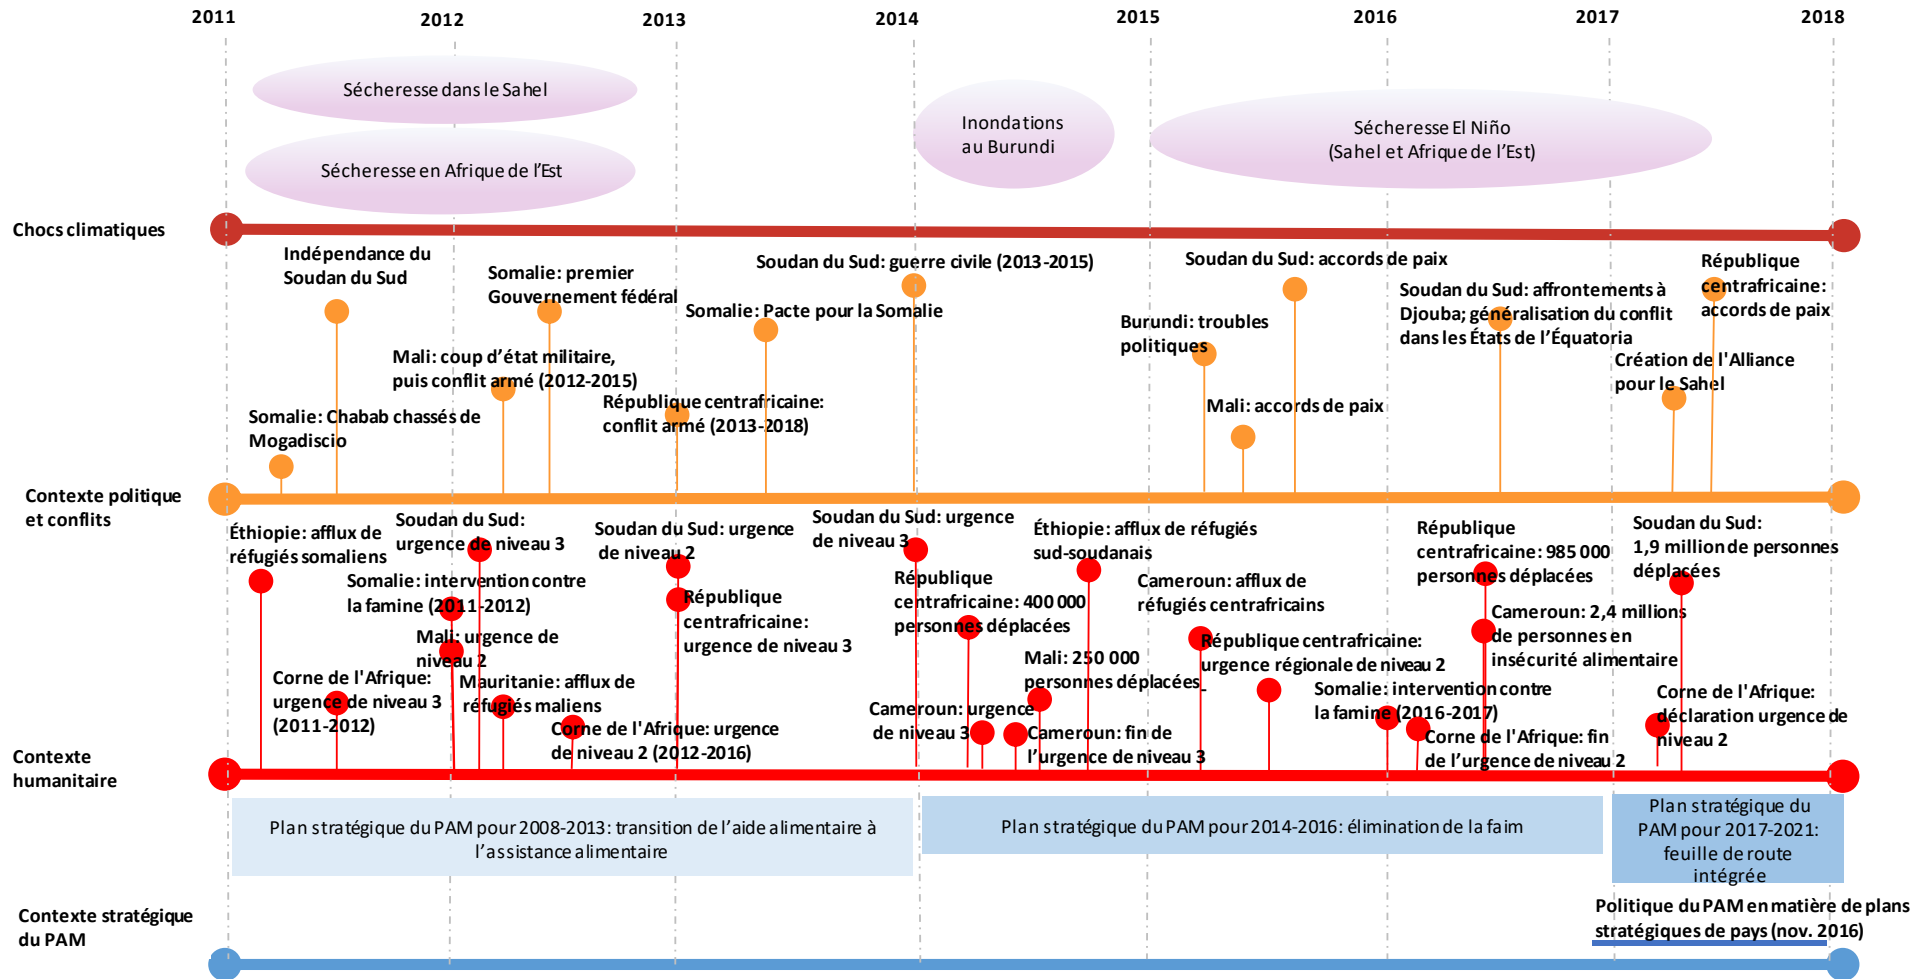 2011
2012
2013
2014
2015
2016
2017
2018
Sécheresse dans le Sahel
Sécheresse en Afrique de l'Est
Inondations
au Burundi
Sécheresse El Niño
(Sahel et Afrique de l'Est)
Chocs climatiques
Indépendance du
Soudan du Sud
Somalie: premier
Gouvernement fédéral
Mali: coup d'état militaire,
puis conflit armé (2012-2015)
Somalie: Chabab chassés de
Mogadiscio
République centrafricaine:
conflit armé (2013-2018)
Somalie: Pacte pour la Somalie
Soudan du Sud: guerre civile (2013-2015)
Burundi: troubles
politiques
Soudan du Sud: accords de paix
Mali: accords de paix
Soudan du Sud: affrontements à
Djouba; généralisation du conflit
dans les États de l'Équatoria
Création de l'Alliance
pour le Sahel
République
centrafricaine:
accords de paix
Contexte politique
et conflits
Éthiopie: afflux de
réfugiés somaliens
Soudan du Sud:
urgence de niveau 3
Somalie: intervention contre
la famine (2011-2012)
Mali: urgence de
niveau 2
Corne de l'Afrique:
urgence de niveau 3
(2011-2012)
Mauritanie: afflux de
réfugiés maliens
Corne de l'Afrique: urgence
de niveau 2 (2012-2016)
Soudan du Sud: urgence
de niveau 2
République
centrafricaine:
urgence de niveau 3
Soudan du Sud: urgence
de niveau 3
République
centrafricaine: 400 000
personnes déplacées
Cameroun: urgence
de niveau 3
Cameroun: fin de
l'urgence de niveau 3
Mali: 250 000
personnes déplacées_
Éthiopie: afflux de réfugiés
sud-soudanais
Cameroun: afflux de
réfugiés centrafricains
République centrafricaine:
urgence régionale de niveau 2
Somalie: intervention contre
la famine (2016-2017)
Corne de l'Afrique: fin
de l'urgence de niveau 2
République
centrafricaine: 985 000
personnes déplacées
Cameroun: 2,4 millions
de personnes en
insécurité alimentaire
Soudan du Sud:
1,9 million de personnes
déplacées
Corne de l'Afrique:
déclaration urgence de
niveau 2
Contexte
humanitaire
Plan stratégique du PAM pour 2008-2013: transition de l'aide alimentaire à
l'assistance alimentaire
Plan stratégique du PAM pour 2014-2016: élimination de la faim
Plan stratégique du
PAM pour 2017-2021:
feuille de route
intégrée
Contexte stratégique
du PAM
Politique du PAM en matière de plans
stratégiques de pays (nov. 2016)